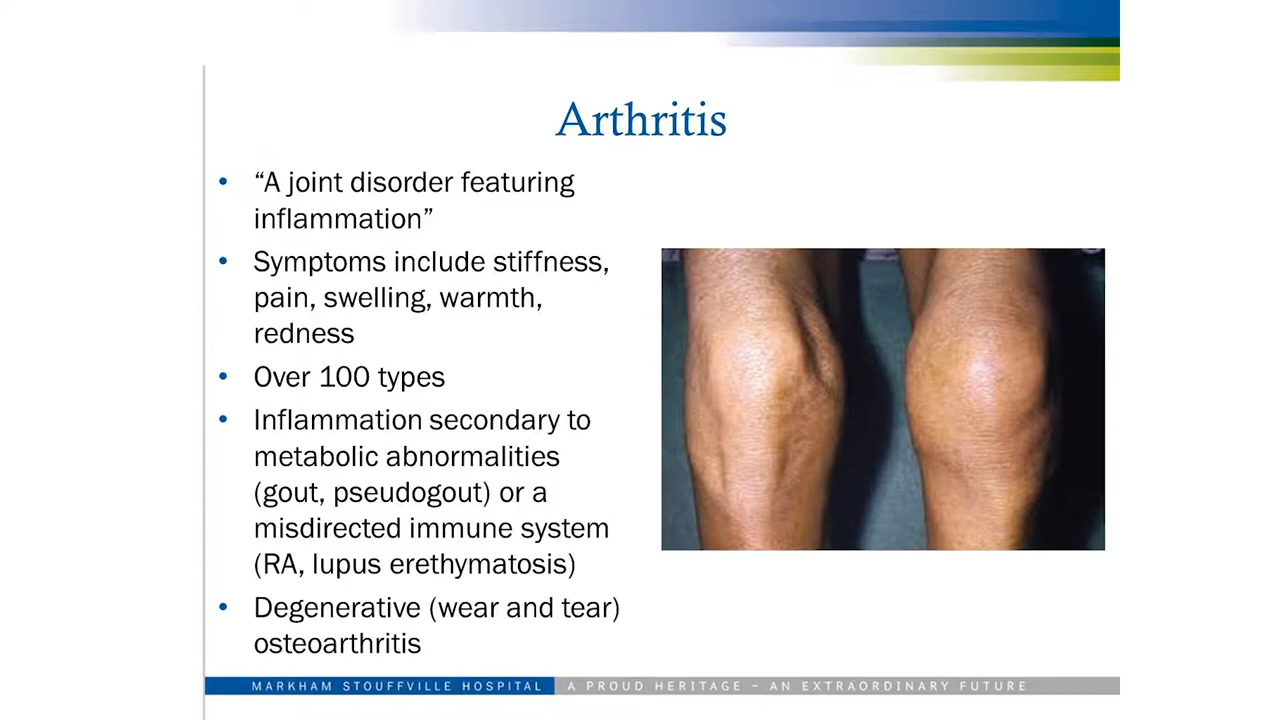 Arthritis
• “A joint disorder featuring
inflammation”
• Symptoms include stiffness,
pain, swelling, warmth,
redness
• Over 100 types
• Inflammation secondary to
metabolic abnormalities
(gout, pseudogout) or a
misdirected immune system
(RA, lupus erethymatosis)
• Degenerative (wear and tear)
osteoarthritis
MARKHAM STOUFFVILLE HOSPITAL A PROUD HERITAGE ~ AN EXTRAORDINARY FUTURE